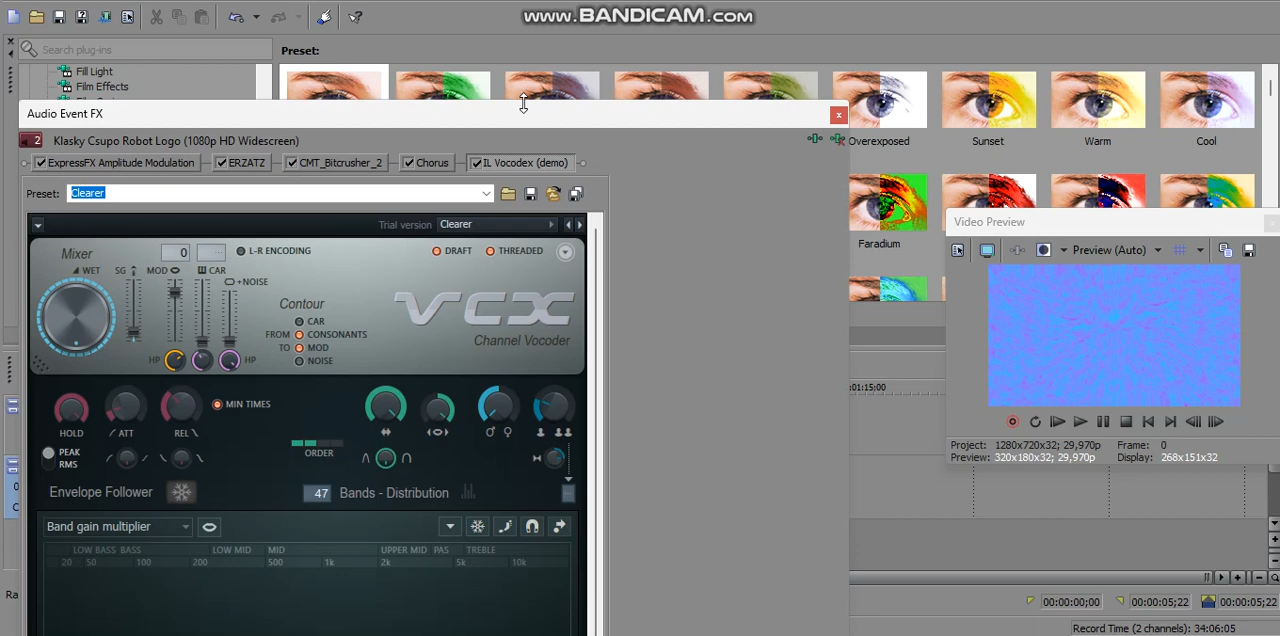 www.BANDICAM.com
Search plug-ins
Preset:
Fill Light
Film Effects
Audio Event FX
Overexposed
Sunset
Warm
Cool
2
Klasky Csupo Robot Logo (1080p HD Widescreen)
ExpressFX Amplitude Modulation
ERZATZ
CMT_Bitcrusher_2
Chorus
IL Vocodex (demo)
Preset:
Clearer
Trial version
Clearer
Mixer
0
L-R ENCODING
DRAFT
THREADED
WET
SG
MOD
CAR
+NOISE
Contour
CAR
FROM
CONSONANTS
TO
MOD
NOISE
HP
HP
VCX
Channel Vocoder
Faradium
Video Preview
Preview (Auto)
HOLD
ATT
REL
MIN TIMES
ORDER
PEAK
RMS
Envelope Follower
47
Bands - Distribution
Band gain multiplier
LOW BASS
BASS
LOW MID
MID
UPPER MID
PAS
TREBLE
20
50
100
200
500
1k
2k
5k
10k
:01:15:00
Project: 1280x720x32; 29,970p
Frame: 0
Preview: 320x180x32; 29,970p
Display: 268x151x32
0
C
Ra
00:00:00;00
00:00:05;22
00:00:05;22
Record Time (2 channels): 34:06:05